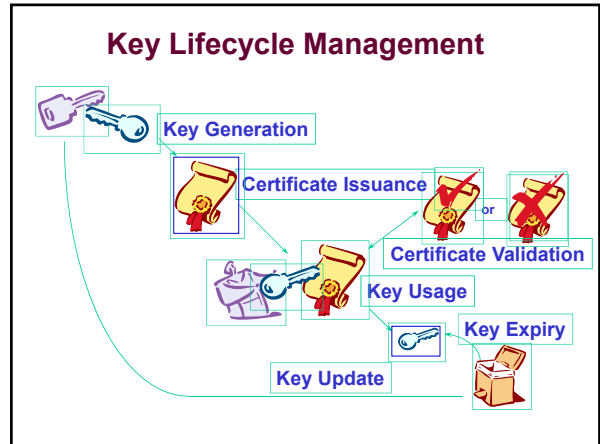 Key Lifecycle Management
Key Generation
Certificate Issuance
or
Certificate Validation
Key Usage
Key Expiry
Key Update